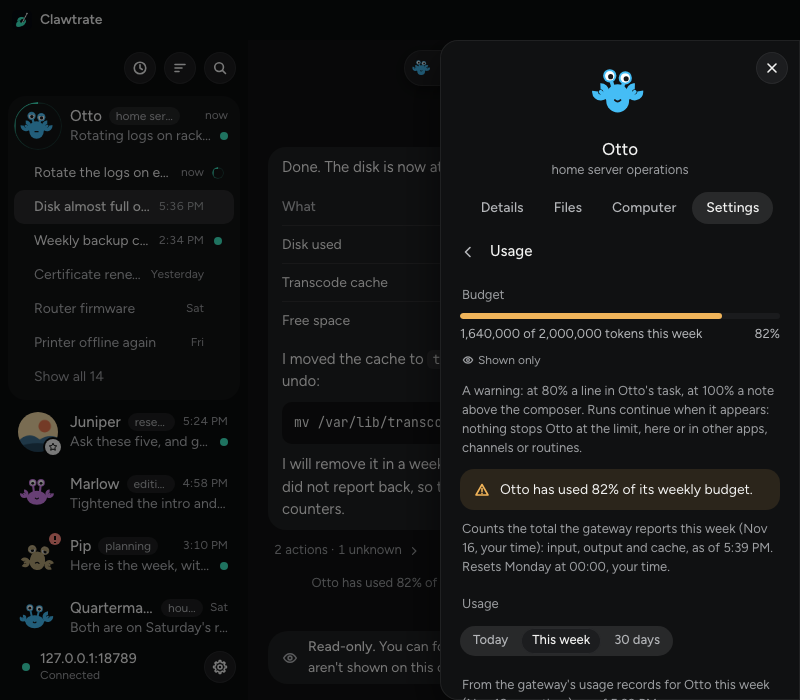 Clawtrate
Otto home ser... now
Rotating logs on rack...
Rotate the logs on e... now
Disk almost full o... 5:36 PM
Weekly backup c... 2:34 PM
Certificate rene... Yesterday
Router firmware Sat
Printer offline again Fri
Show all 14
Juniper rese... 5:24 PM
Ask these five, and g...
Marlow editi... 4:58 PM
Tightened the intro and...
Pip planning 3:10 PM
Here is the week, wit...
Quarterma... hou... Sat
Both are on Saturday's r...
127.0.0.1:18789
Connected
Done. The disk is now at
What
Disk used
Transcode cache
Free space
I moved the cache to
undo:
mv /var/lib/transco
I will remove it in a week
did not report back, so t
counters.
2 actions · 1 unknown
Otto has used 82% of
Read-only. You can fo
aren't shown on this c
Otto
home server operations
Details Files Computer Settings
Usage
Budget
1,640,000 of 2,000,000 tokens this week 82%
Shown only
A warning: at 80% a line in Otto's task, at 100% a note
above the composer. Runs continue when it appears:
nothing stops Otto at the limit, here or in other apps,
channels or routines.
Otto has used 82% of its weekly budget.
Counts the total the gateway reports this week (Nov
16, your time): input, output and cache, as of 5:39 PM.
Resets Monday at 00:00, your time.
Usage
Today This week 30 days
From the gateway's usage records for Otto this week